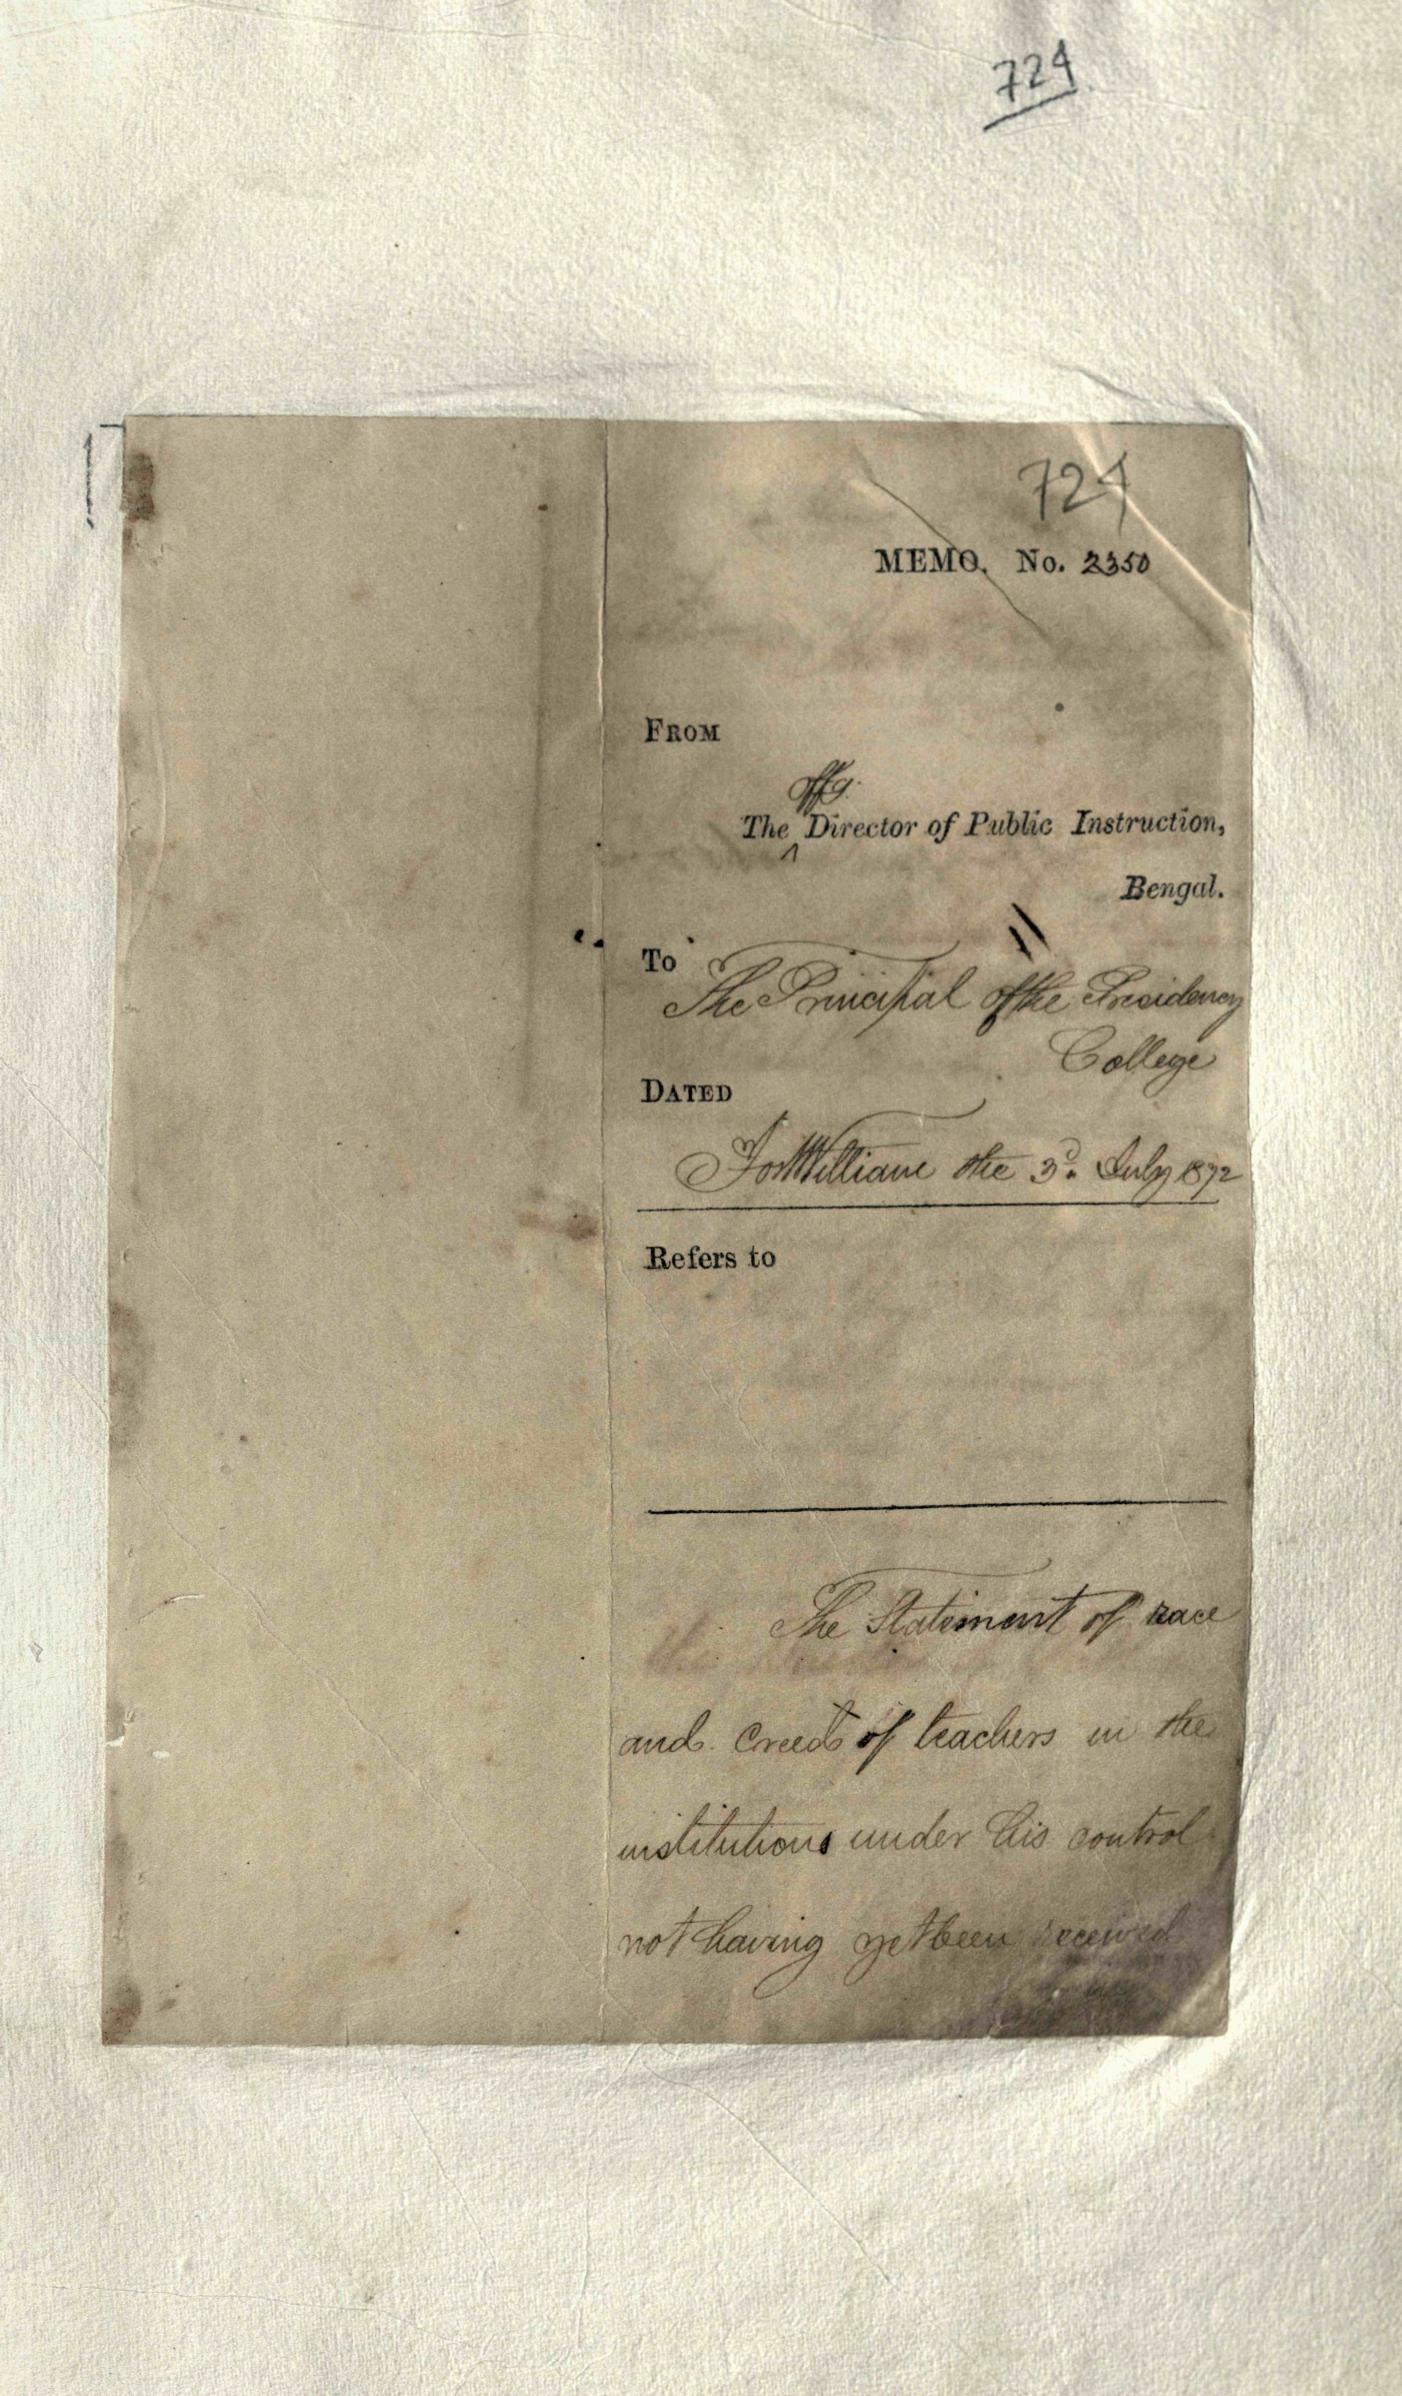 724
724
MEMO. No. 2350
FROM
offg.
The ^ Director of Public Instruction,
Bengal.
To
The Principal of the Presidency
College
DATED
Fort William the 3d. July 1872
Refers to
The Statement of race
and creed of teachers in the
institutions under his control
not having yet been received